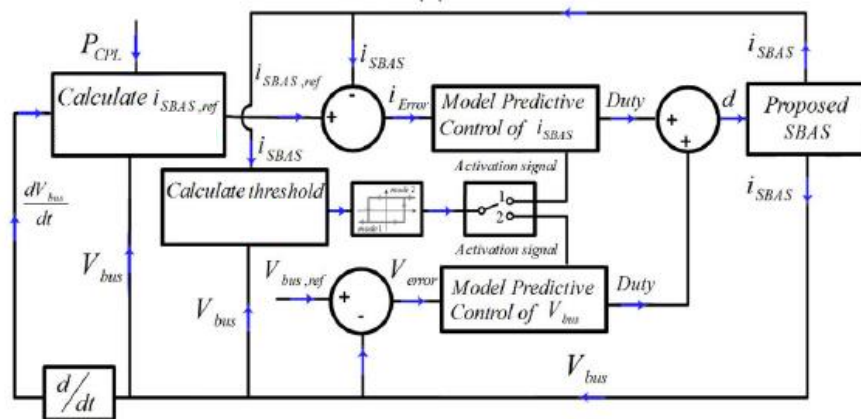 P_CPL
i_SBAS
i_SBAS
i_SBAS,ref
Calculate i_SBAS,ref
i_Error
Model Predictive
Control of i_SBAS
Duty
d
Proposed
SBAS
i_SBAS
Activation signal
i_SBAS
Calculate threshold
mode 2
mode 1
1
2
dV_bus
dt
Activation signal
V_bus
V_bus
V_bus,ref
V_error
Model Predictive
Control of V_bus
Duty
V_bus
d/dt